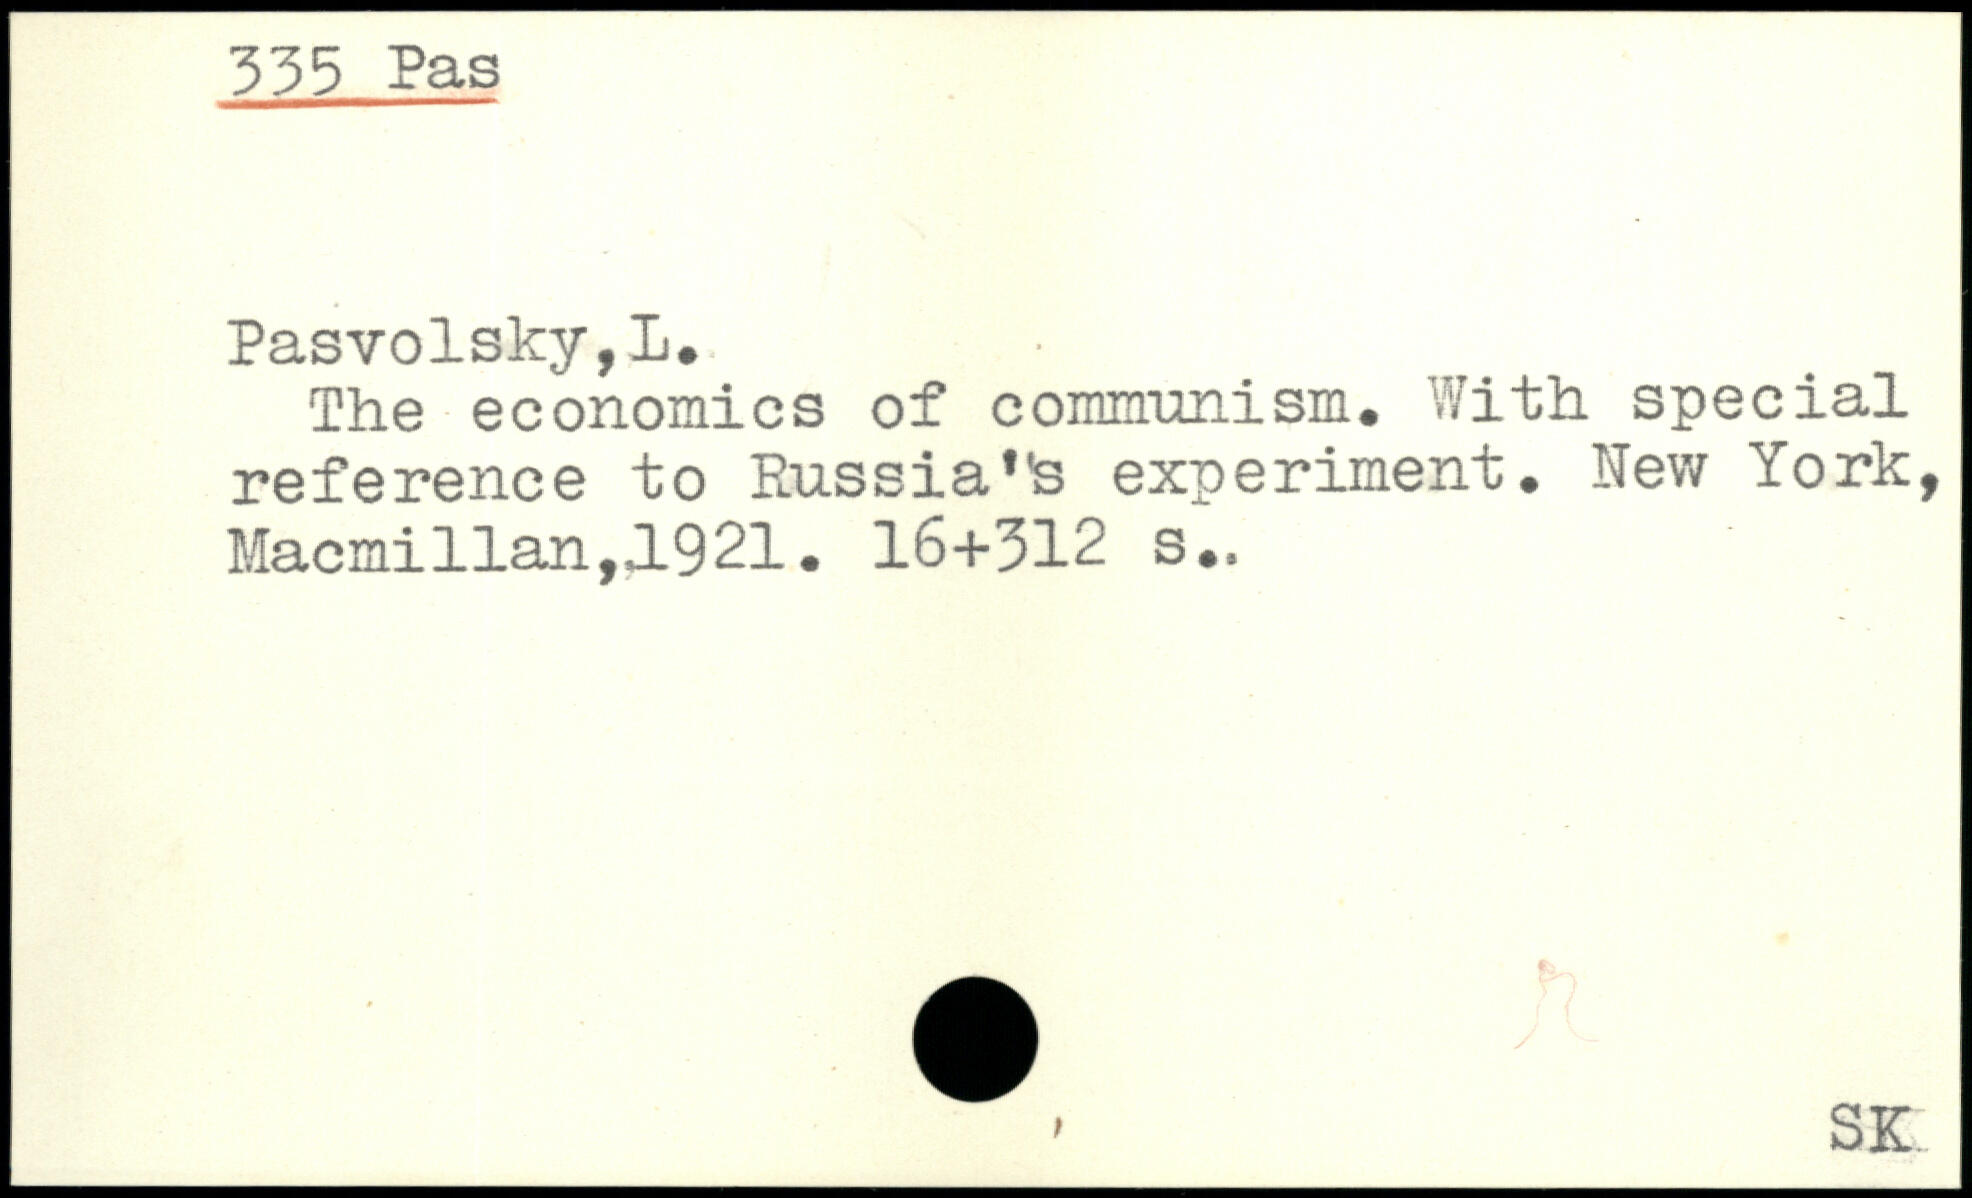 335 Pas
Pasvolsky,L.
The economics of communism. With special
reference to Russia's experiment. New York,
Macmillan,1921. 16+312 s..
SK